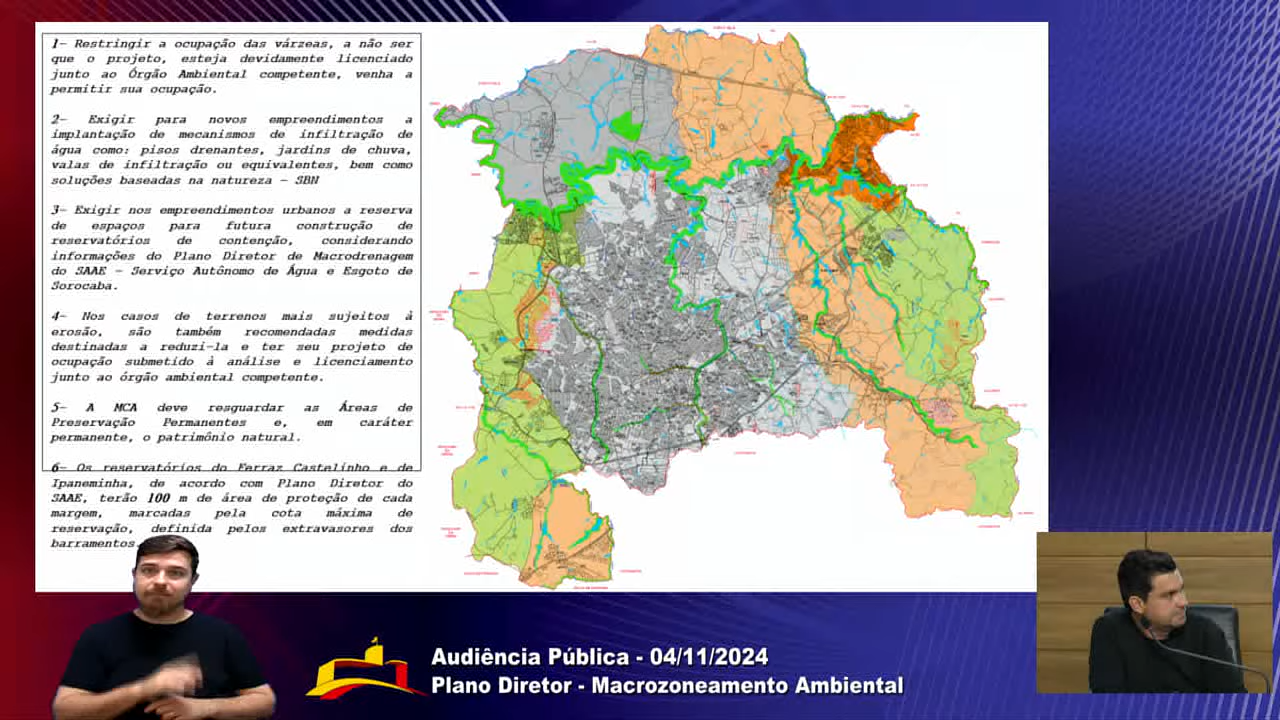 1- Restringir a ocupação das várzeas, a não ser
que o projeto, esteja devidamente licenciado
junto ao Órgão Ambiental competente, venha a
permitir sua ocupação.
2- Exigir para novos empreendimentos a
implantação de mecanismos de infiltração de
água como: pisos drenantes, jardins de chuva,
valas de infiltração ou equivalentes, bem como
soluções baseadas na natureza - SBN
3- Exigir nos empreendimentos urbanos a reserva
de espaços para futura construção de
reservatórios de contenção, considerando
informações do Plano Diretor de Macrodrenagem
do SAAE - Serviço Autônomo de Água e Esgoto de
Sorocaba.
4- Nos casos de terrenos mais sujeitos à
erosão, são também recomendadas medidas
destinadas a reduzi-la e ter seu projeto de
ocupação submetido à análise e licenciamento
junto ao órgão ambiental competente.
5- A MCA deve resguardar as Áreas de
Preservação Permanentes e, em caráter
permanente, o patrimônio natural.
6- Os reservatórios do Ferraz Castelinho e de
Ipaneminha, de acordo com Plano Diretor do
SAAE, terão 100 m de área de proteção de cada
margem, marcadas pela cota máxima de
reservação, definida pelos extravasores dos
barramentos.
Audiência Pública - 04/11/2024
Plano Diretor - Macrozoneamento Ambiental